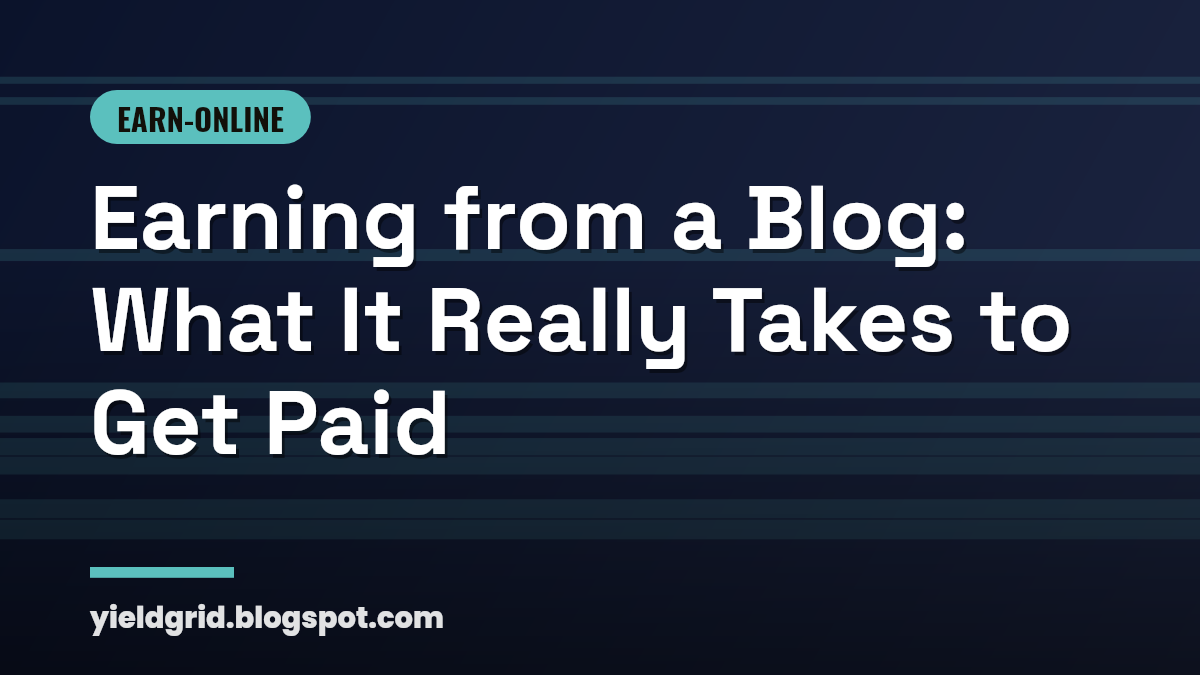 EARN-ONLINE
Earning from a Blog:
What It Really Takes to
Get Paid
yieldgrid.blogspot.com